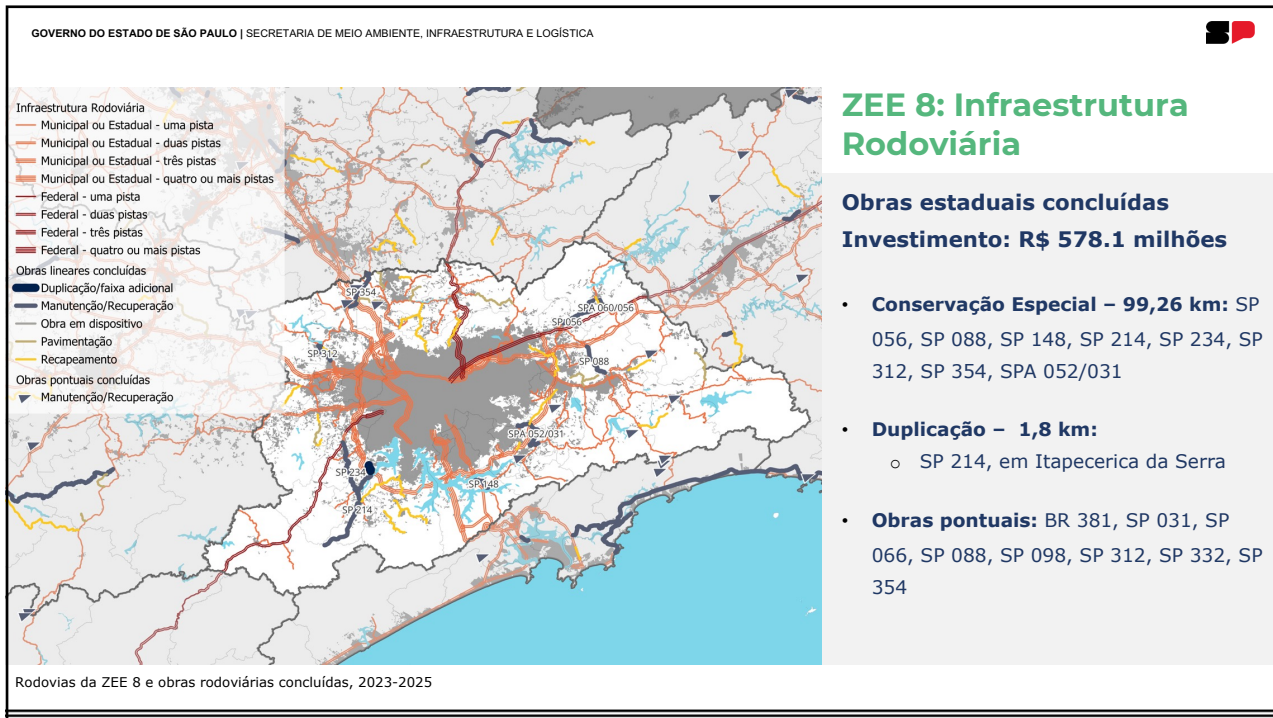 GOVERNO DO ESTADO DE SÃO PAULO | SECRETARIA DE MEIO AMBIENTE, INFRAESTRUTURA E LOGÍSTICA
SP
Infraestrutura Rodoviária
Municipal ou Estadual - uma pista
Municipal ou Estadual - duas pistas
Municipal ou Estadual - três pistas
Municipal ou Estadual - quatro ou mais pistas
Federal - uma pista
Federal - duas pistas
Federal - três pistas
Federal - quatro ou mais pistas
Obras lineares concluídas
Duplicação/faixa adicional
Manutenção/Recuperação
Obra em dispositivo
Pavimentação
Recapeamento
Obras pontuais concluídas
Manutenção/Recuperação
SP 354
SPA 060/056
SP 056
SP 312
SP 088
SPA 052/031
SP 234
SP 148
SP 214
ZEE 8: Infraestrutura
Rodoviária
Obras estaduais concluídas
Investimento: R$ 578.1 milhões
• Conservação Especial – 99,26 km: SP
056, SP 088, SP 148, SP 214, SP 234, SP
312, SP 354, SPA 052/031
• Duplicação – 1,8 km:
o SP 214, em Itapecerica da Serra
• Obras pontuais: BR 381, SP 031, SP
066, SP 088, SP 098, SP 312, SP 332, SP
354
Rodovias da ZEE 8 e obras rodoviárias concluídas, 2023-2025